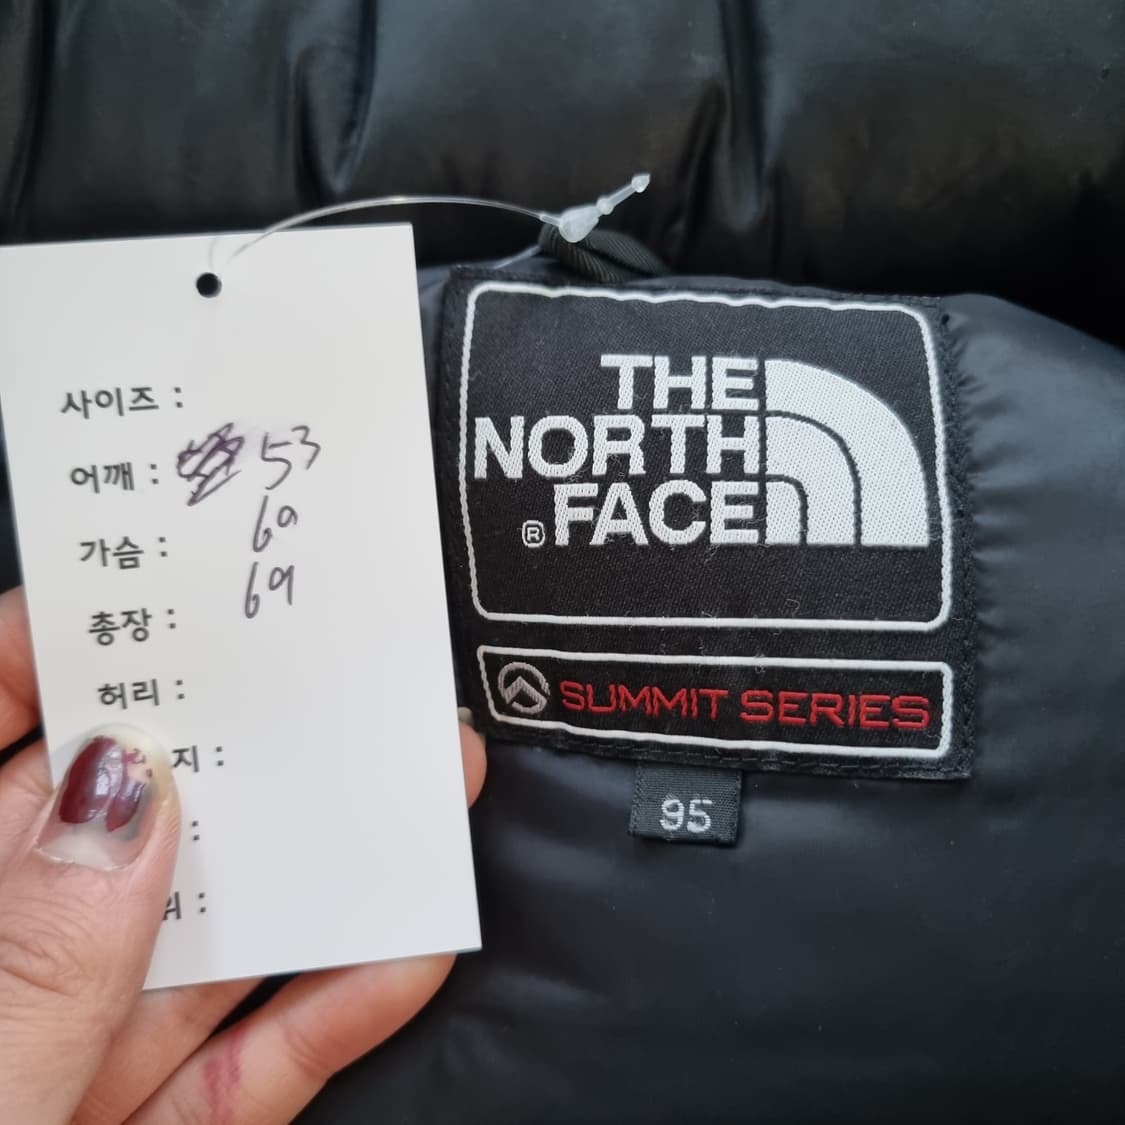 사이즈 :
어깨 : 53
가슴 : 60
총장 : 69
허리 :
지 :
:
위 :
THE
NORTH
® FACE
SUMMIT SERIES
95